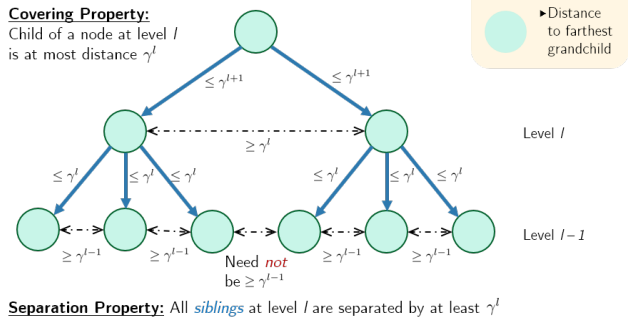 Covering Property:
Child of a node at level l
is at most distance γ^l
▸Distance
to farthest
grandchild
≤ γ^{l+1}
≤ γ^{l+1}
≥ γ^l
Level l
≤ γ^l
≤ γ^l
≤ γ^l
≤ γ^l
≤ γ^l
≤ γ^l
≥ γ^{l−1}
≥ γ^{l−1}
≥ γ^{l−1}
≥ γ^{l−1}
Level l − 1
Need not
be ≥ γ^{l−1}
Separation Property: All siblings at level l are separated by at least γ^l